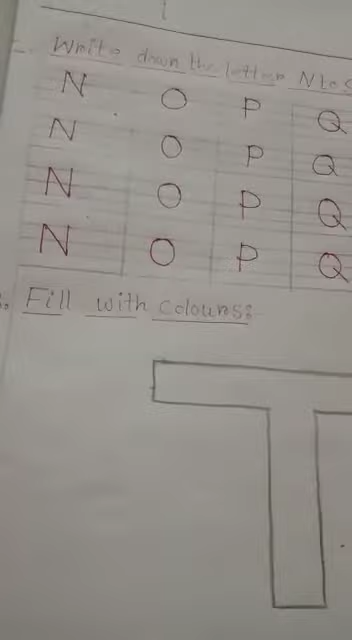 Write down the letters N to S
N O P Q
N O P Q
N O P Q
N O P Q
Fill with colours:
T